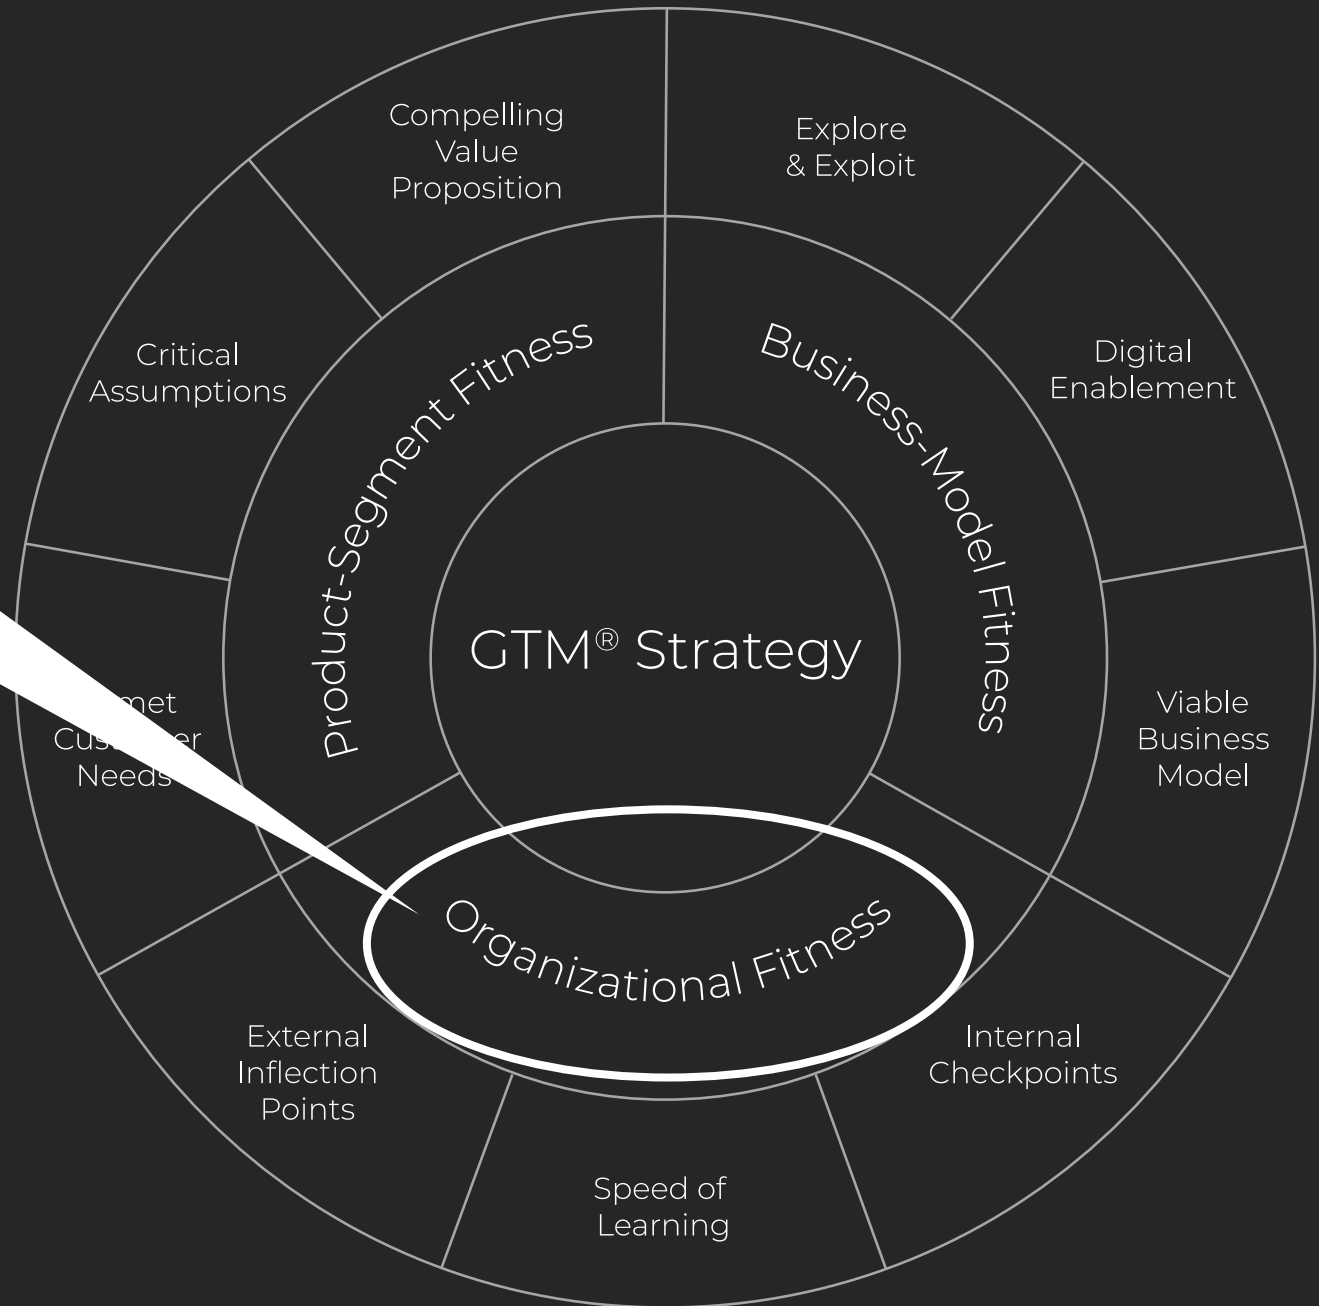 Compelling
Value
Proposition
Explore
& Exploit
Critical
Assumptions
Digital
Enablement
Product-Segment Fitness
Business-Model Fitness
GTM® Strategy
Needs
Viable
Business
Model
Organizational Fitness
External
Inflection
Points
Internal
Checkpoints
Speed of
Learning